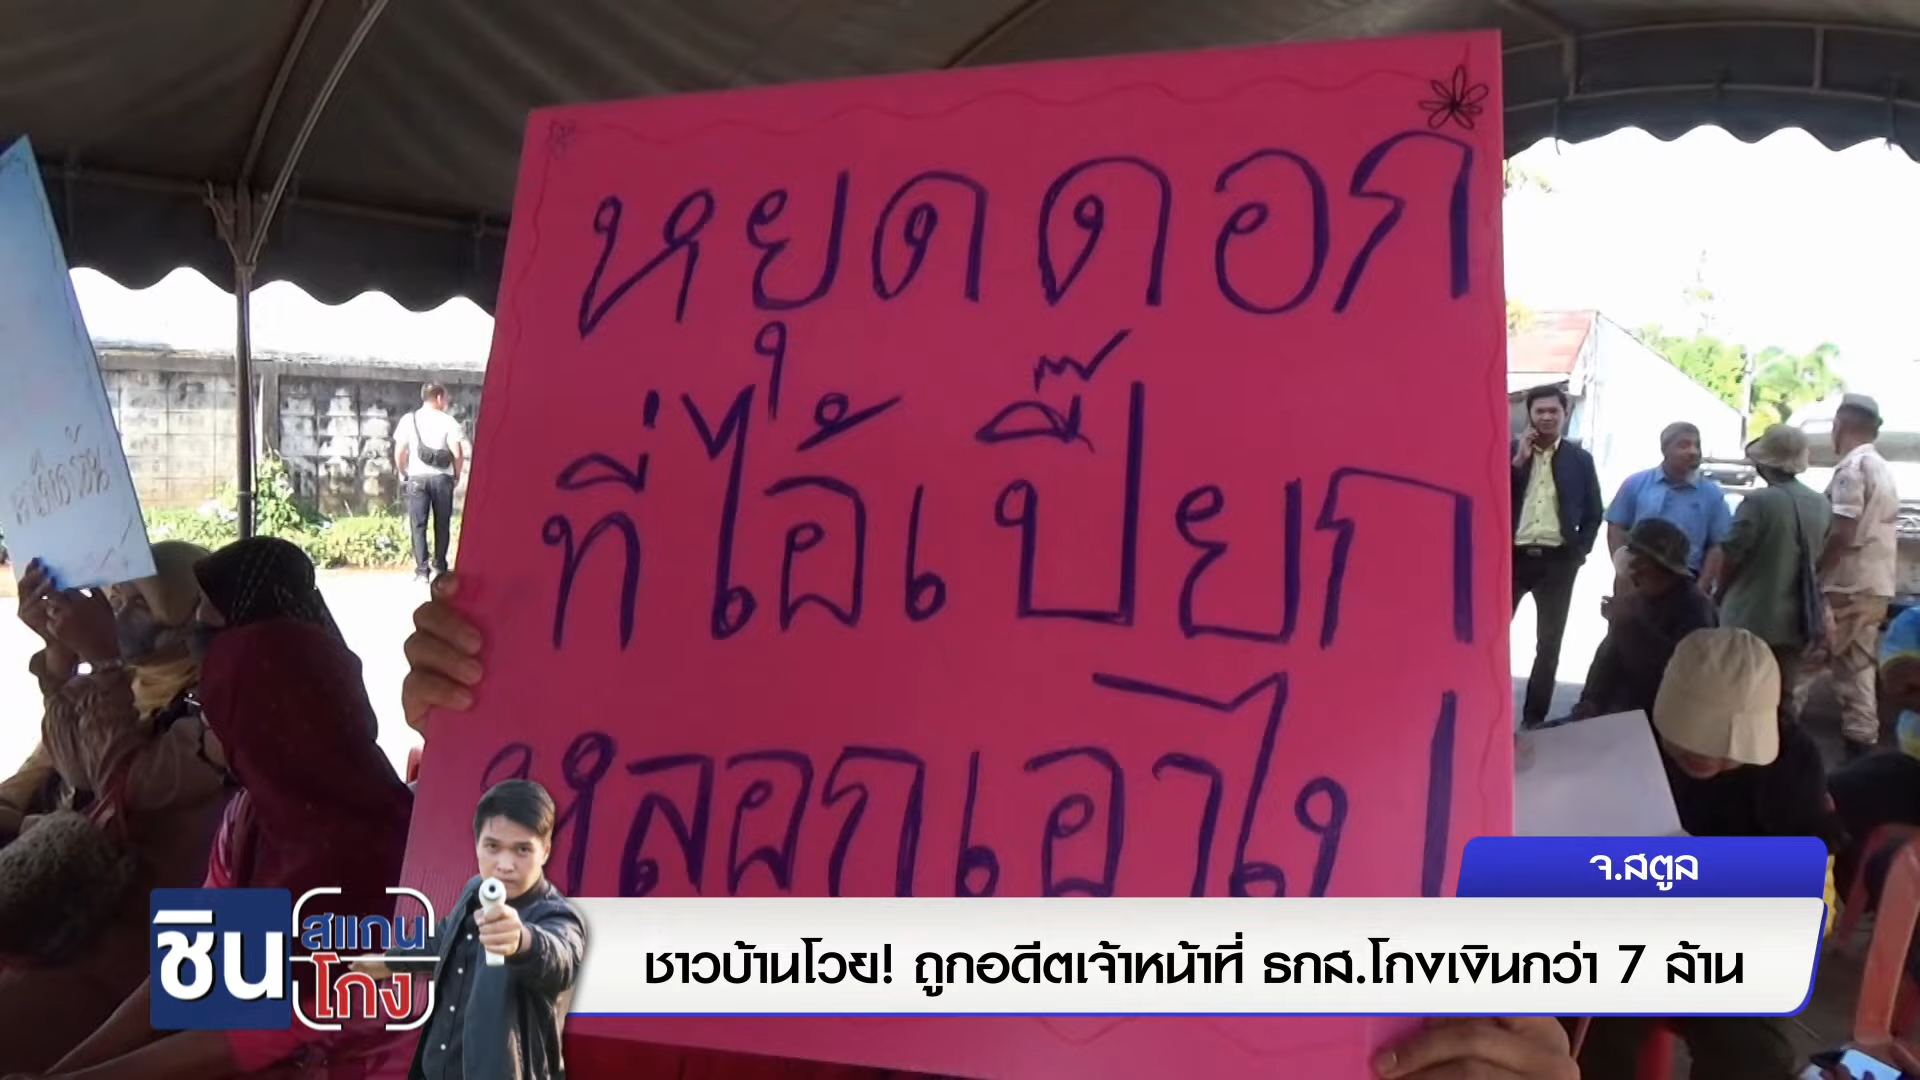 หยุดดอก
ที่ไอ้เปี๊ยก
หลอกเอาไป
จ.สตูล
ชิน สแกน โกง
ชาวบ้านโวย! ถูกอดีตเจ้าหน้าที่ ธกส.โกงเงินกว่า 7 ล้าน